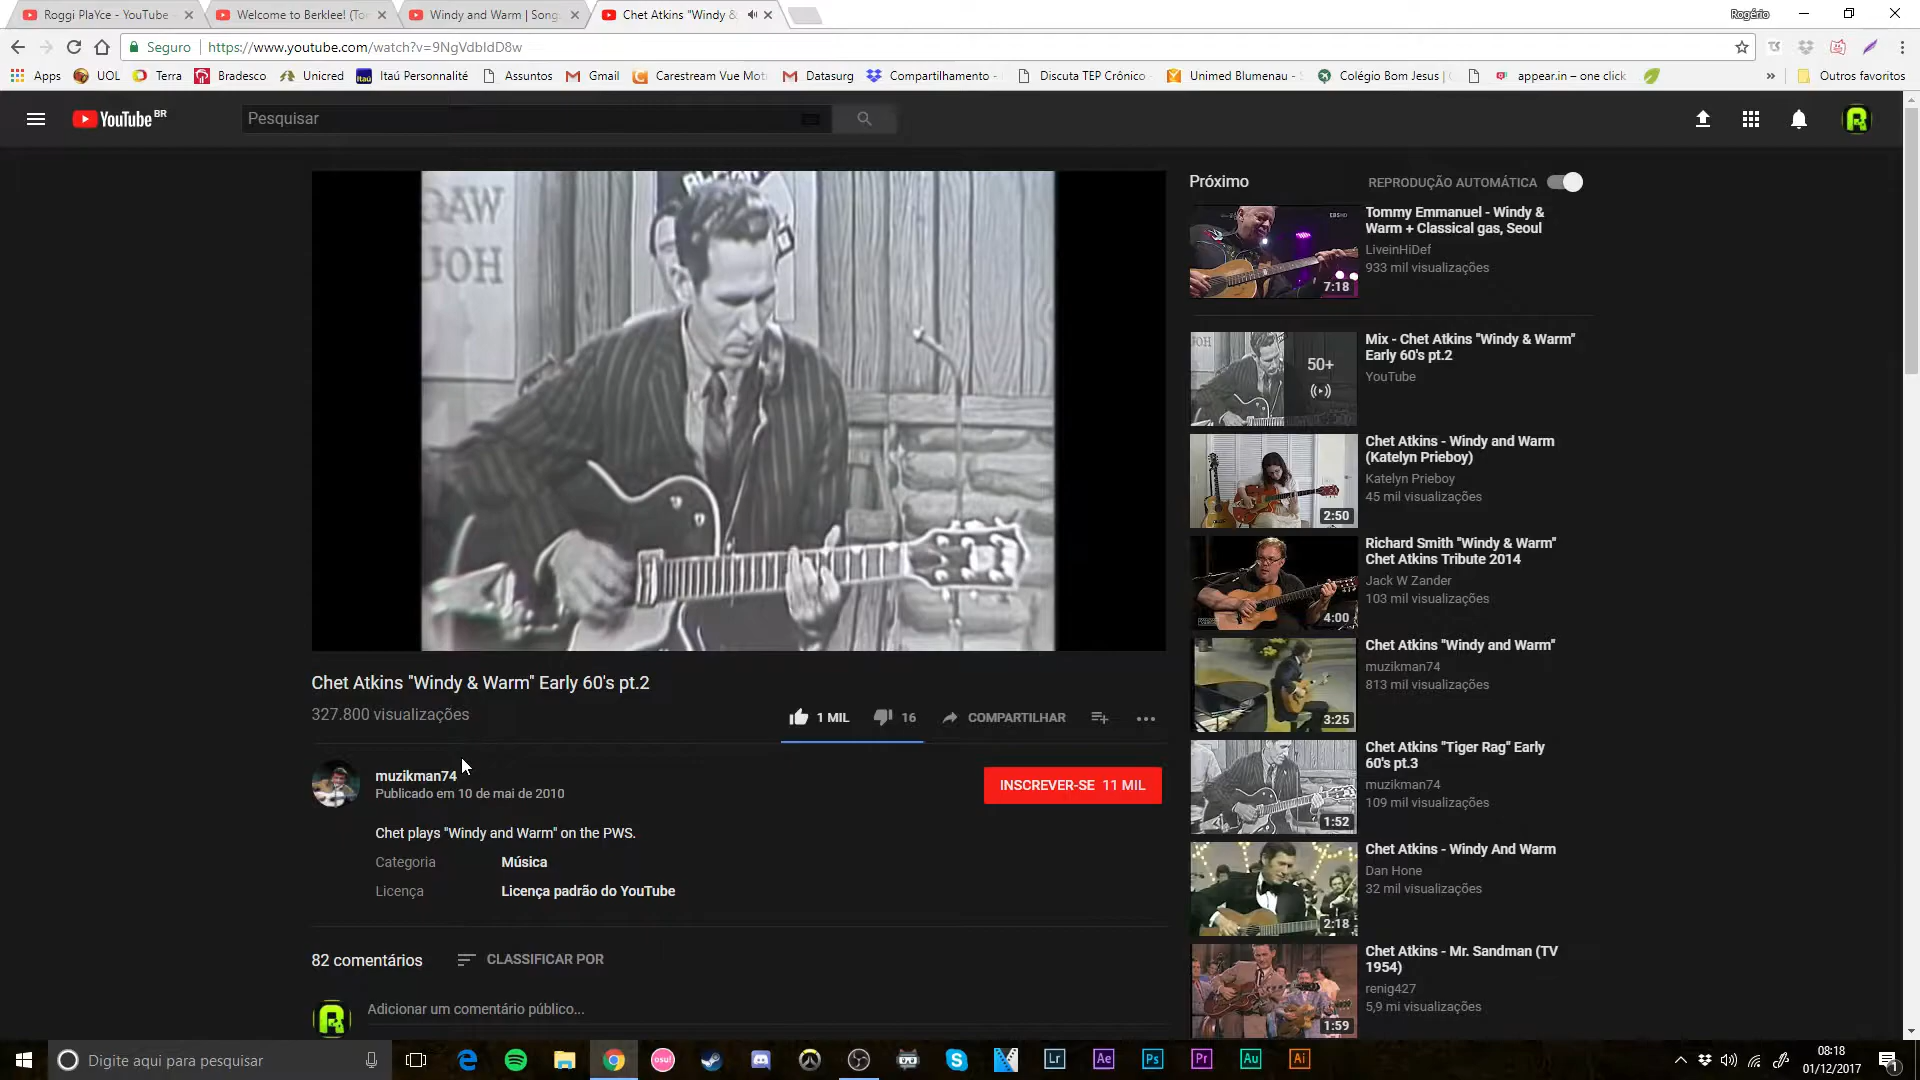 Roggi PlaYce - YouTube
Welcome to Berklee! (To
Windy and Warm | Song
Chet Atkins "Windy &
Rogério
Seguro
https://www.youtube.com/watch?v=9NgVdbIdD8w
Apps
UOL
Terra
Bradesco
Unicred
Itaú Personnalité
Assuntos
Gmail
Carestream Vue Mot
Datasurg
Compartilhamento -
Discuta TEP Crônico
Unimed Blumenau -
Colégio Bom Jesus |
appear.in – one click
»
Outros favoritos
YouTube BR
Pesquisar
WAG
HOU
Próximo
REPRODUÇÃO AUTOMÁTICA
7:18
Tommy Emmanuel - Windy &
Warm + Classical gas, Seoul
LiveinHiDef
933 mil visualizações
50+
Mix - Chet Atkins "Windy & Warm"
Early 60's pt.2
YouTube
2:50
Chet Atkins - Windy and Warm
(Katelyn Prieboy)
Katelyn Prieboy
45 mil visualizações
4:00
Richard Smith "Windy & Warm"
Chet Atkins Tribute 2014
Jack W Zander
103 mil visualizações
3:25
Chet Atkins "Windy and Warm"
muzikman74
813 mil visualizações
1:52
Chet Atkins "Tiger Rag" Early
60's pt.3
muzikman74
109 mil visualizações
2:18
Chet Atkins - Windy And Warm
Dan Hone
32 mil visualizações
1:59
Chet Atkins - Mr. Sandman (TV
1954)
renig427
5,9 mi visualizações
Chet Atkins "Windy & Warm" Early 60's pt.2
327.800 visualizações
1 MIL
16
COMPARTILHAR
muzikman74
Publicado em 10 de mai de 2010
INSCREVER-SE 11 MIL
Chet plays "Windy and Warm" on the PWS.
Categoria
Música
Licença
Licença padrão do YouTube
82 comentários
CLASSIFICAR POR
Adicionar um comentário público...
Digite aqui para pesquisar
osu!
Lr
Ae
Ps
Pr
Au
Ai
08:18
01/12/2017
1